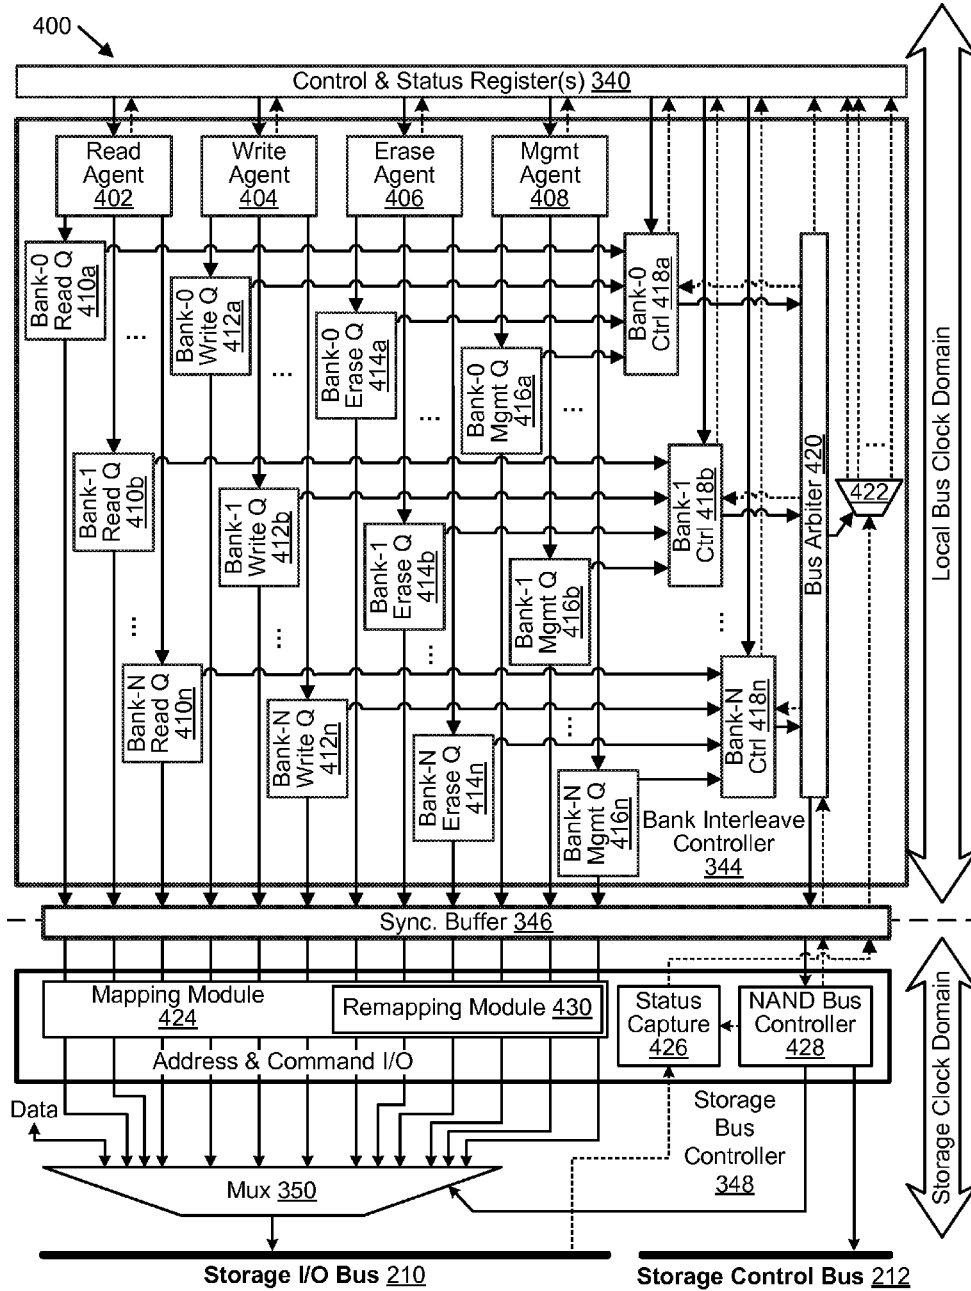 400
Control & Status Register(s) 340
Read
Agent
402
Write
Agent
404
Erase
Agent
406
Mgmt
Agent
408
Bank-0
Read Q
410a
Bank-0
Write Q
412a
Bank-0
Erase Q
414a
Bank-0
Mgmt Q
416a
Bank-0
Ctrl 418a
...
...
...
...
Bank-1
Read Q
410b
Bank-1
Write Q
412b
Bank-1
Erase Q
414b
Bank-1
Mgmt Q
416b
Bank-1
Ctrl 418b
Bus Arbiter 420
...
422
...
...
...
...
...
Bank-N
Read Q
410n
Bank-N
Write Q
412n
Bank-N
Erase Q
414n
Bank-N
Mgmt Q
416n
Bank-N
Ctrl 418n
Bank Interleave
Controller
344
Local Bus Clock Domain
Sync. Buffer 346
Mapping Module
424
Remapping Module 430
Address & Command I/O
Status
Capture
426
NAND Bus
Controller
428
Storage
Bus
Controller
348
Storage Clock Domain
Data
Mux 350
Storage I/O Bus 210
Storage Control Bus 212